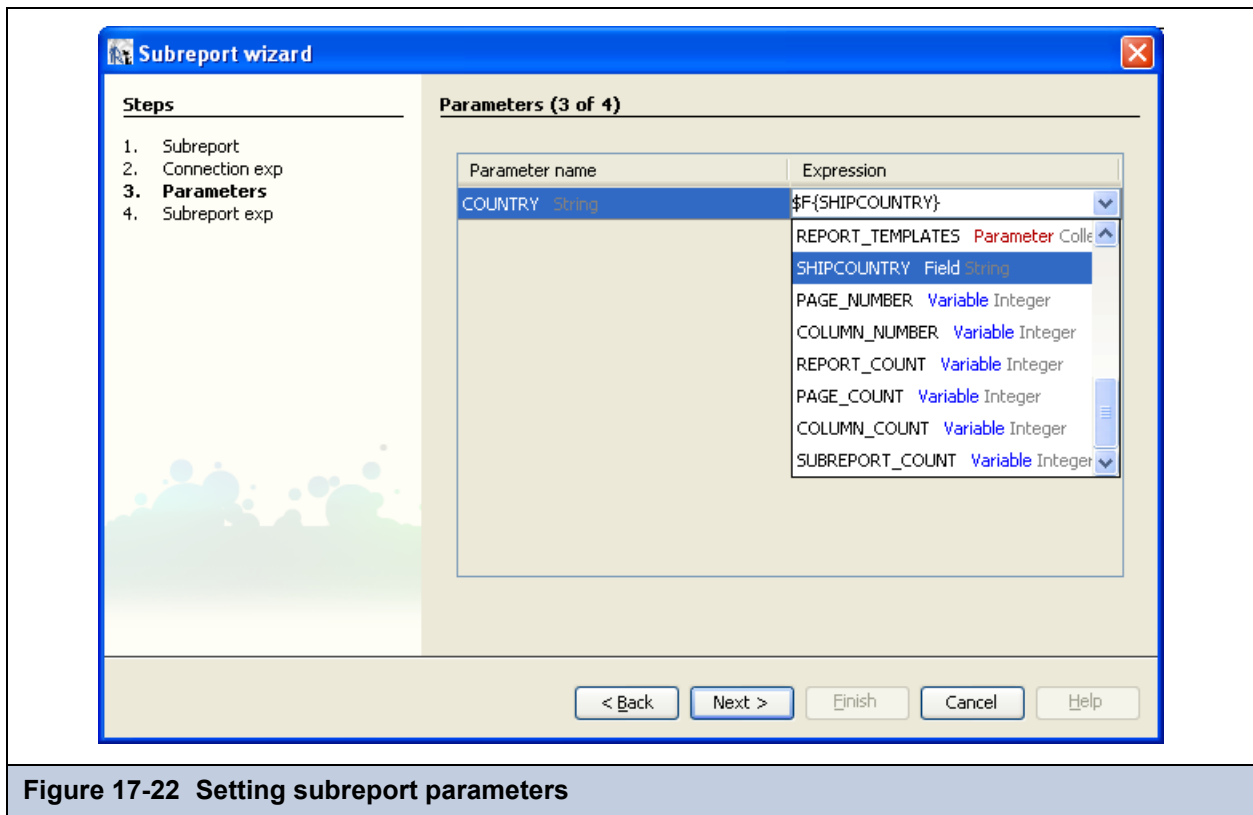 Subreport wizard
Steps
1. Subreport
2. Connection exp
3. Parameters
4. Subreport exp
Parameters (3 of 4)
Parameter name Expression
COUNTRY String $F{SHIPCOUNTRY}
REPORT_TEMPLATES Parameter Colle
SHIPCOUNTRY Field String
PAGE_NUMBER Variable Integer
COLUMN_NUMBER Variable Integer
REPORT_COUNT Variable Integer
PAGE_COUNT Variable Integer
COLUMN_COUNT Variable Integer
SUBREPORT_COUNT Variable Integer
< Back Next > Finish Cancel Help
Figure 17-22 Setting subreport parameters